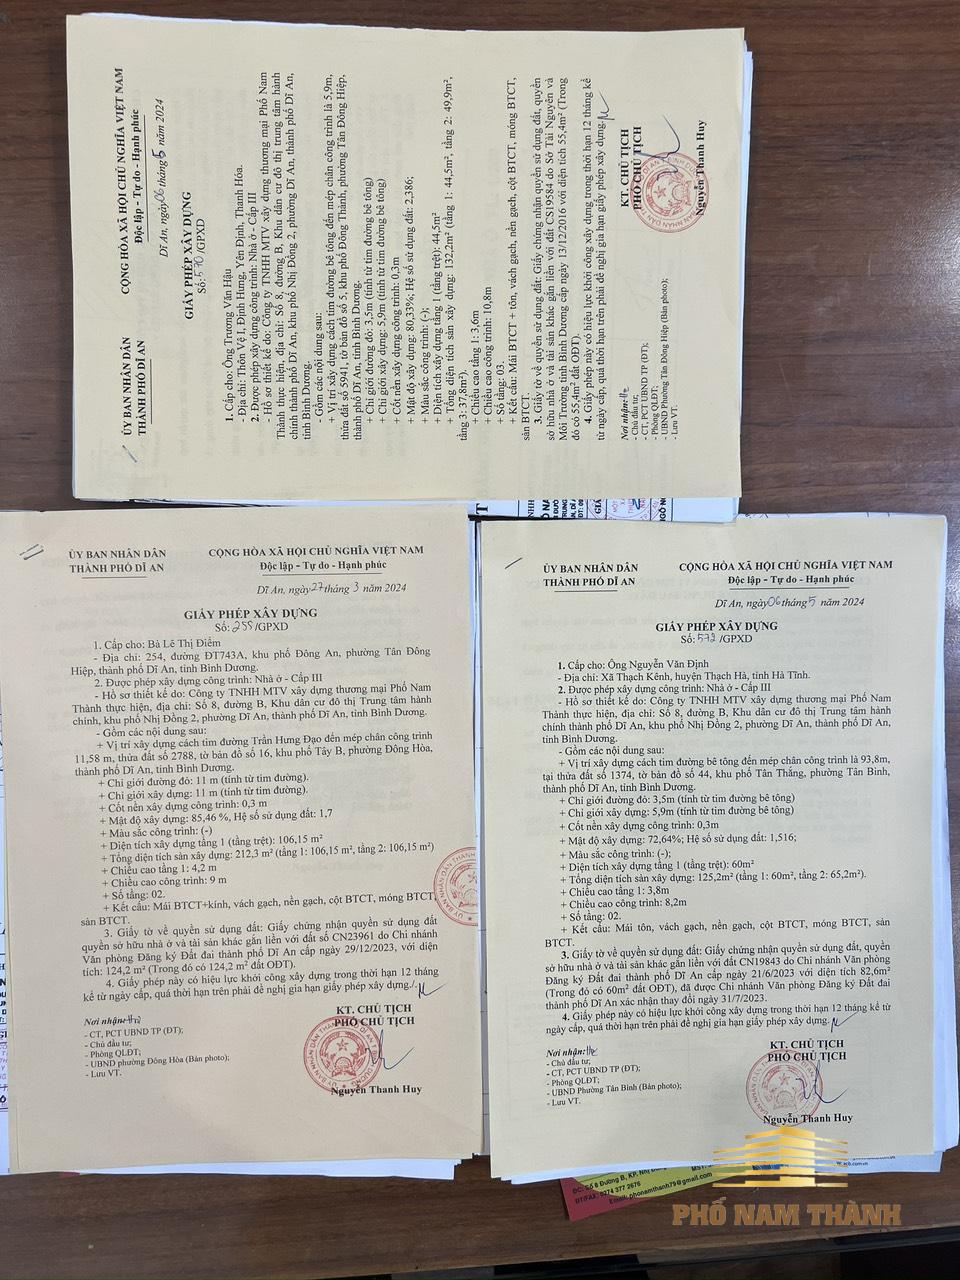 ỦY BAN NHÂN DÂN
THÀNH PHỐ DĨ AN
CỘNG HÒA XÃ HỘI CHỦ NGHĨA VIỆT NAM
Độc lập - Tự do - Hạnh phúc
Dĩ An, ngày 06 tháng 5 năm 2024
GIẤY PHÉP XÂY DỰNG
Số: 570 /GPXD
1. Cấp cho: Ông Trương Văn Hậu
- Địa chỉ: Thôn Vệ I, Định Hưng, Yên Định, Thanh Hóa.
2. Được phép xây dựng công trình: Nhà ở - Cấp III
- Hồ sơ thiết kế do: Công ty TNHH MTV xây dựng thương mại Phố Nam
Thành thực hiện, địa chỉ: Số 8, đường B, Khu dân cư đô thị trung tâm hành
chính thành phố Dĩ An, khu phố Nhị Đồng 2, phường Dĩ An, thành phố Dĩ An,
tỉnh Bình Dương.
- Gồm các nội dung sau:
+ Vị trí xây dựng cách tim đường bê tông đến mép chân công trình là 5,9m,
thửa đất số 5941, tờ bản đồ số 5, khu phố Đông Thành, phường Tân Đông Hiệp,
thành phố Dĩ An, tỉnh Bình Dương.
+ Chỉ giới đường đỏ: 3,5m (tính từ tim đường bê tông)
+ Chỉ giới xây dựng: 5,9m (tính từ tim đường bê tông)
+ Cốt nền xây dựng công trình: 0,3m
+ Mật độ xây dựng: 80,33%; Hệ số sử dụng đất: 2,386;
+ Màu sắc công trình: (-);
+ Diện tích xây dựng tầng 1 (tầng trệt): 44,5m²
+ Tổng diện tích sàn xây dựng: 132,2m² (tầng 1: 44,5m², tầng 2: 49,9m²,
tầng 3: 37,8m²).
+ Chiều cao tầng 1: 3,6m
+ Chiều cao công trình: 10,8m
+ Số tầng: 03.
+ Kết cấu: Mái BTCT + tôn, vách gạch, nền gạch, cột BTCT, móng BTCT,
sàn BTCT.
3. Giấy tờ về quyền sử dụng đất: Giấy chứng nhận quyền sử dụng đất, quyền
sở hữu nhà ở và tài sản khác gắn liền với đất CS19584 do Sở Tài Nguyên và
Môi Trường tỉnh Bình Dương cấp ngày 13/12/2016 với diện tích 55,4m² (Trong
đó có 55,4m² đất ODT).
4. Giấy phép này có hiệu lực khởi công xây dựng trong thời hạn 12 tháng kể
từ ngày cấp, quá thời hạn trên phải đề nghị gia hạn giấy phép xây dựng.
Nơi nhận:
- Chủ đầu tư;
- CT, PCT UBND TP (ĐT);
- Phòng QLĐT;
- UBND Phường Tân Đông Hiệp (Bản photo);
- Lưu VT.
KT. CHỦ TỊCH
PHÓ CHỦ TỊCH
Nguyễn Thanh Huy
ỦY BAN NHÂN DÂN
THÀNH PHỐ DĨ AN
CỘNG HÒA XÃ HỘI CHỦ NGHĨA VIỆT NAM
Độc lập - Tự do - Hạnh phúc
Dĩ An, ngày 27 tháng 3 năm 2024
GIẤY PHÉP XÂY DỰNG
Số: 255 /GPXD
1. Cấp cho: Bà Lê Thị Điểm
- Địa chỉ: 254, đường ĐT743A, khu phố Đông An, phường Tân Đông
Hiệp, thành phố Dĩ An, tỉnh Bình Dương.
2. Được phép xây dựng công trình: Nhà ở - Cấp III
- Hồ sơ thiết kế do: Công ty TNHH MTV xây dựng thương mại Phố Nam
Thành thực hiện, địa chỉ: Số 8, đường B, Khu dân cư đô thị Trung tâm hành
chính, khu phố Nhị Đồng 2, phường Dĩ An, thành phố Dĩ An, tỉnh Bình Dương.
- Gồm các nội dung sau:
+ Vị trí xây dựng cách tim đường Trần Hưng Đạo đến mép chân công trình
11,58 m, thửa đất số 2788, tờ bản đồ số 16, khu phố Tây B, phường Đông Hòa,
thành phố Dĩ An, tỉnh Bình Dương.
+ Chỉ giới đường đỏ: 11 m (tính từ tim đường).
+ Chỉ giới xây dựng: 11 m (tính từ tim đường).
+ Cốt nền xây dựng công trình: 0,3 m
+ Mật độ xây dựng: 85,46 %, Hệ số sử dụng đất: 1,7
+ Màu sắc công trình: (-)
+ Diện tích xây dựng tầng 1 (tầng trệt): 106,15 m²
+ Tổng diện tích sàn xây dựng: 212,3 m² (tầng 1: 106,15 m², tầng 2: 106,15 m²)
+ Chiều cao tầng 1: 4,2 m
+ Chiều cao công trình: 9 m
+ Số tầng: 02.
+ Kết cấu: Mái BTCT+kính, vách gạch, nền gạch, cột BTCT, móng BTCT,
sàn BTCT.
3. Giấy tờ về quyền sử dụng đất: Giấy chứng nhận quyền sử dụng đất
quyền sở hữu nhà ở và tài sản khác gắn liền với đất số CN23961 do Chi Nhánh
Văn phòng Đăng ký Đất đai thành phố Dĩ An cấp ngày 29/12/2023, với diện
tích: 124,2 m² (Trong đó có 124,2 m² đất ODT).
4. Giấy phép này có hiệu lực khởi công xây dựng trong thời hạn 12 tháng
kể từ ngày cấp, quá thời hạn trên phải đề nghị gia hạn giấy phép xây dựng./.
Nơi nhận:
- CT, PCT UBND TP (ĐT);
- Chủ đầu tư;
- Phòng QLĐT;
- UBND phường Đông Hòa (Bản photo);
- Lưu VT.
KT. CHỦ TỊCH
PHÓ CHỦ TỊCH
Nguyễn Thanh Huy
ỦY BAN NHÂN DÂN
THÀNH PHỐ DĨ AN
CỘNG HÒA XÃ HỘI CHỦ NGHĨA VIỆT NAM
Độc lập - Tự do - Hạnh phúc
Dĩ An, ngày 06 tháng 5 năm 2024
GIẤY PHÉP XÂY DỰNG
Số: 572 /GPXD
1. Cấp cho: Ông Nguyễn Văn Định
- Địa chỉ: Xã Thạch Kênh, huyện Thạch Hà, tỉnh Hà Tĩnh.
2. Được phép xây dựng công trình: Nhà ở - Cấp III
- Hồ sơ thiết kế do: Công ty TNHH MTV xây dựng thương mại Phố Nam
Thành thực hiện, địa chỉ: Số 8, đường B, Khu dân cư đô thị Trung tâm hành
chính thành phố Dĩ An, khu phố Nhị Đồng 2, phường Dĩ An, thành phố Dĩ An,
tỉnh Bình Dương.
- Gồm các nội dung sau:
+ Vị trí xây dựng cách tim đường bê tông đến mép chân công trình là 93,8m,
tại thửa đất số 1374, tờ bản đồ số 44, khu phố Tân Thắng, phường Tân Bình,
thành phố Dĩ An, tỉnh Bình Dương.
+ Chỉ giới đường đỏ: 3,5m (tính từ tim đường bê tông)
+ Chỉ giới xây dựng: 5,9m (tính từ tim đường bê tông)
+ Cốt nền xây dựng công trình: 0,3m
+ Mật độ xây dựng: 72,64%; Hệ số sử dụng đất: 1,516;
+ Màu sắc công trình: (-);
+ Diện tích xây dựng tầng 1 (tầng trệt): 60m²
+ Tổng diện tích sàn xây dựng: 125,2m² (tầng 1: 60m², tầng 2: 65,2m²).
+ Chiều cao tầng 1: 3,8m
+ Chiều cao công trình: 8,2m
+ Số tầng: 02.
+ Kết cấu: Mái tôn, vách gạch, nền gạch, cột BTCT, móng BTCT, sàn
BTCT.
3. Giấy tờ về quyền sử dụng đất: Giấy chứng nhận quyền sử dụng đất, quyền
sở hữu nhà ở và tài sản khác gắn liền với đất CN19843 do Chi Nhánh Văn phòng
Đăng ký Đất đai thành phố Dĩ An cấp ngày 21/6/2023 với diện tích 82,6m²
(Trong đó có 60m² đất ODT), đã được Chi Nhánh Văn phòng Đăng ký Đất đai
thành phố Dĩ An xác nhận thay đổi ngày 31/7/2023.
4. Giấy phép này có hiệu lực khởi công xây dựng trong thời hạn 12 tháng kể từ
ngày cấp, quá thời hạn trên phải đề nghị gia hạn giấy phép xây dựng.
Nơi nhận:
- Chủ đầu tư;
- CT, PCT UBND TP (ĐT);
- Phòng QLĐT;
- UBND Phường Tân Bình (Bản photo);
- Lưu VT.
KT. CHỦ TỊCH
PHÓ CHỦ TỊCH
Nguyễn Thanh Huy
ĐC: Số 8 Đường B, KP. Nhị Đồng
ĐT/FAX: 0274 377 2676
Email: phonamthanh79@gmail.com
PHỐ NAM THÀNH